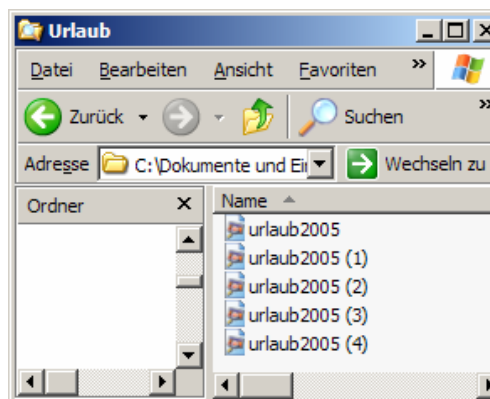 Urlaub
Datei Bearbeiten Ansicht Favoriten »
Zurück Suchen »
Adresse C:\Dokumente und Ei Wechseln zu
Ordner Name
urlaub2005
urlaub2005 (1)
urlaub2005 (2)
urlaub2005 (3)
urlaub2005 (4)